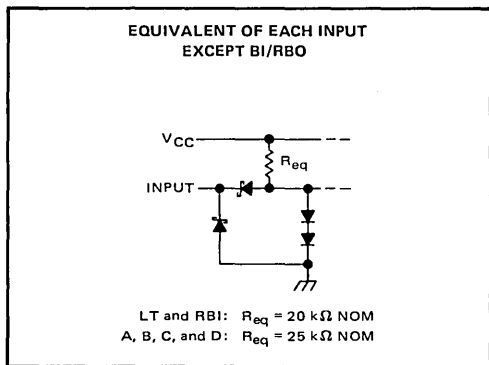 EQUIVALENT OF EACH INPUT
EXCEPT BI/RBO
VCC
Req
INPUT
LT and RBI: Req = 20 kΩ NOM
A, B, C, and D: Req = 25 kΩ NOM